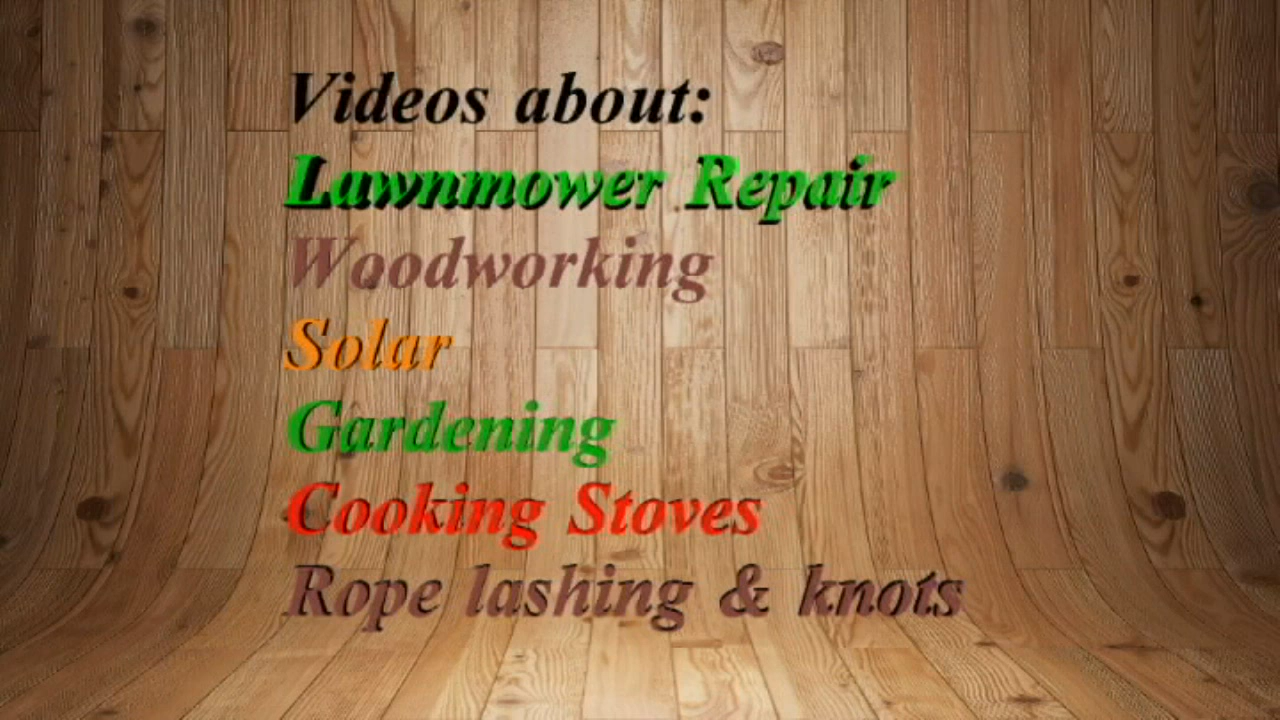 Videos about:
Lawnmower Repair
Woodworking
Solar
Gardening
Cooking Stoves
Rope lashing & knots